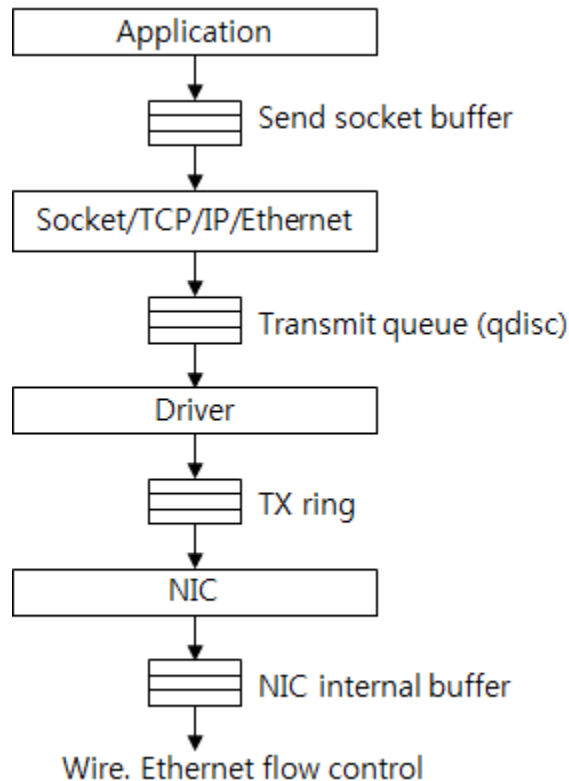 Application
Send socket buffer
Socket/TCP/IP/Ethernet
Transmit queue (qdisc)
Driver
TX ring
NIC
NIC internal buffer
Wire. Ethernet flow control